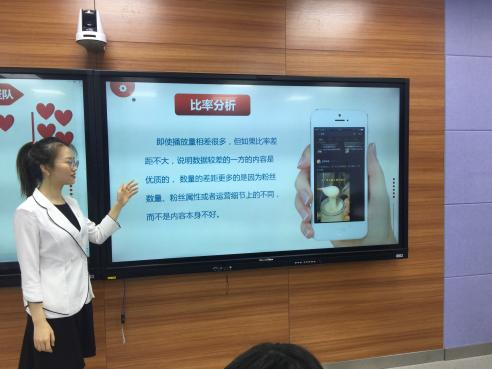 队
比率分析
即使播放量相差很多，但如果比率差
距不大，说明数据较差的一方的内容是
优质的，数量的差距更多的是因为粉丝
数量、粉丝属性或者运营细节上的不同，
而不是内容本身不好。